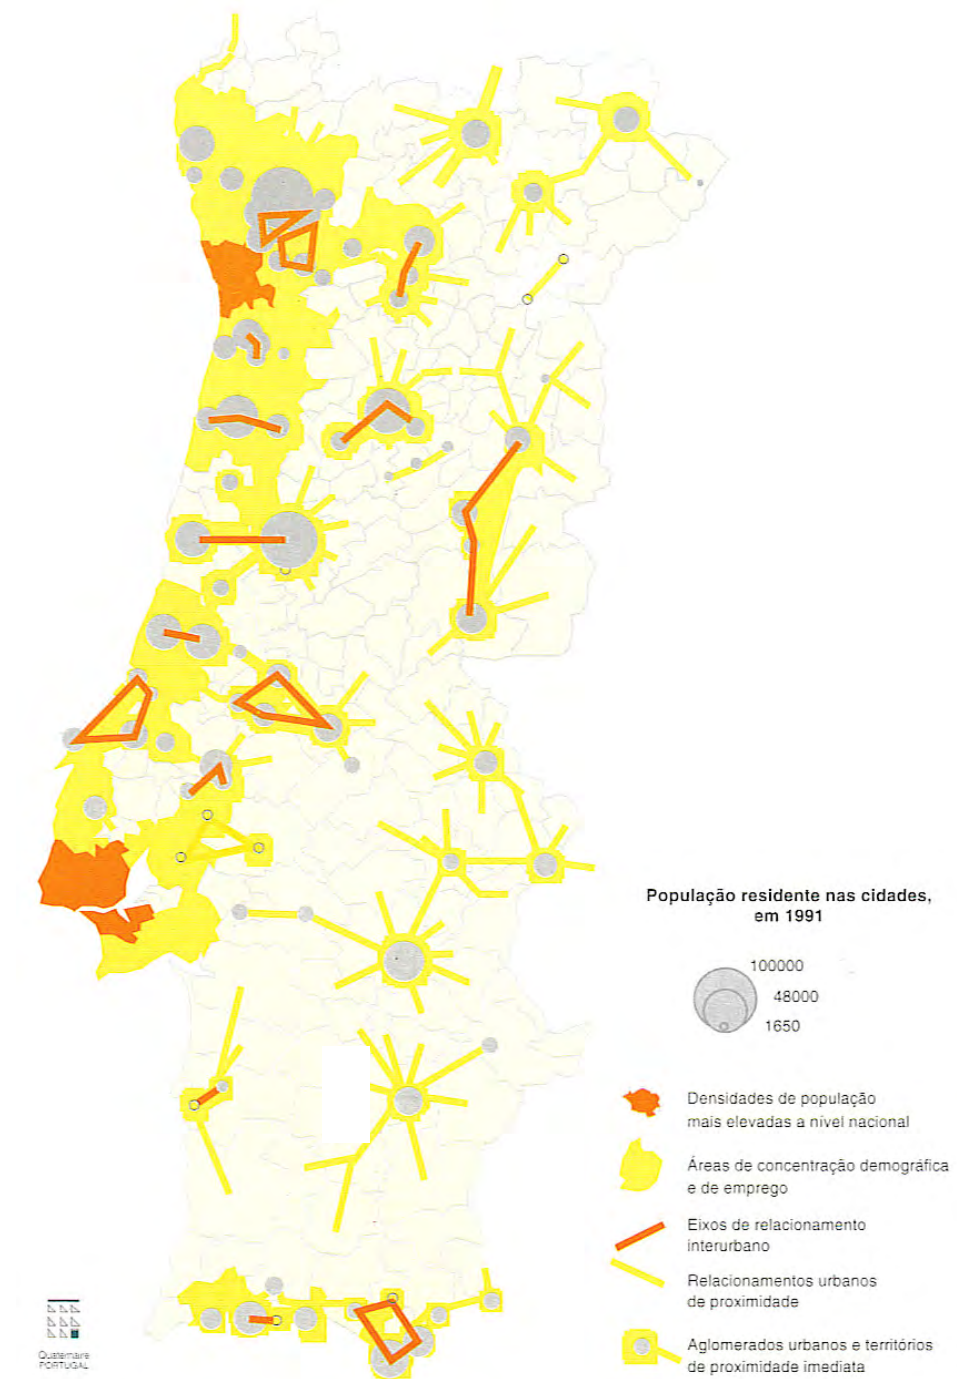 População residente nas cidades,
em 1991
100000
48000
1650
Densidades de população
mais elevadas a nível nacional
Áreas de concentração demográfica
e de emprego
Eixos de relacionamento
interurbano
Relacionamentos urbanos
de proximidade
Aglomerados urbanos e territórios
de proximidade imediata
Quaternaire
PORTUGAL